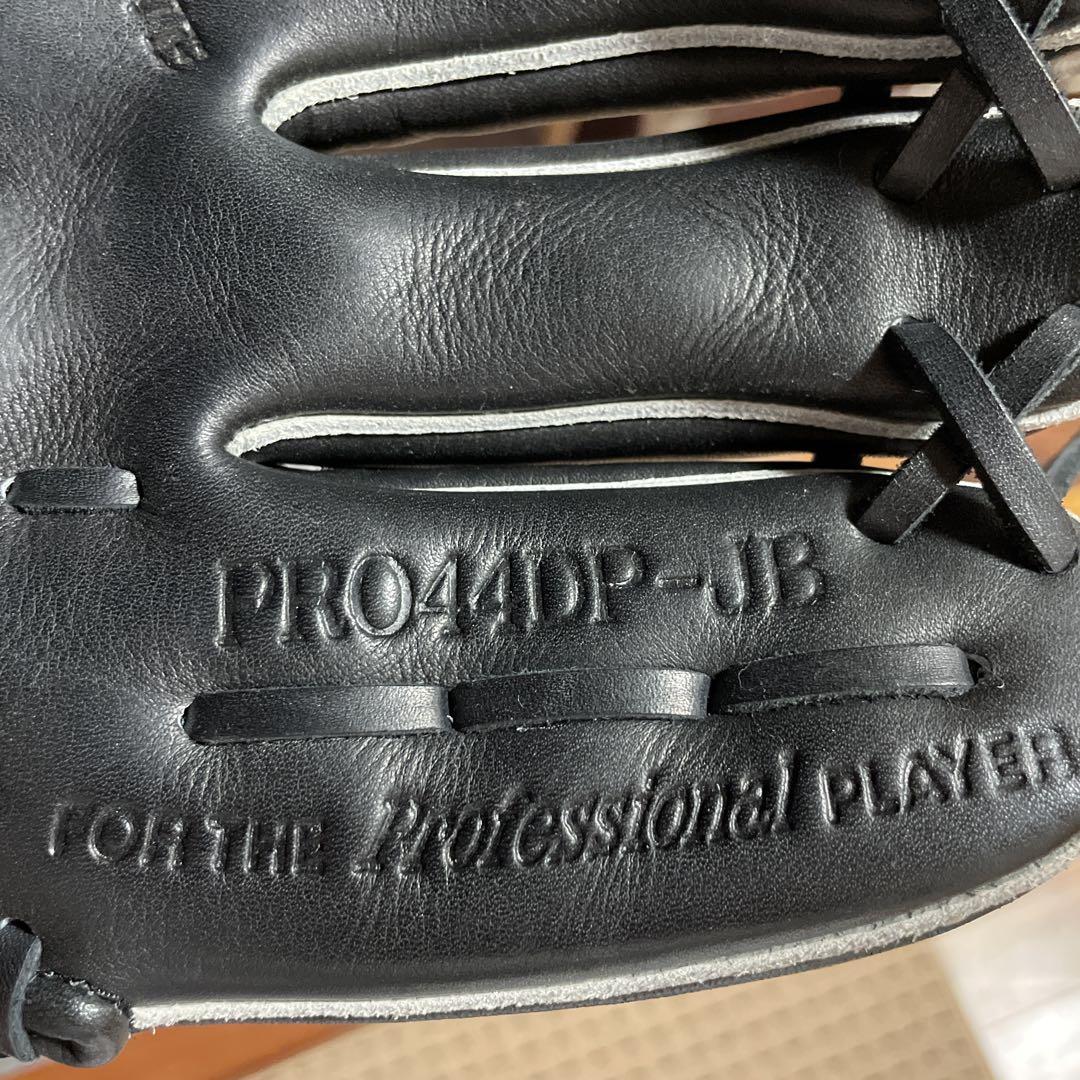 PRO44DP-JB
FOR THE Professional PLAYER